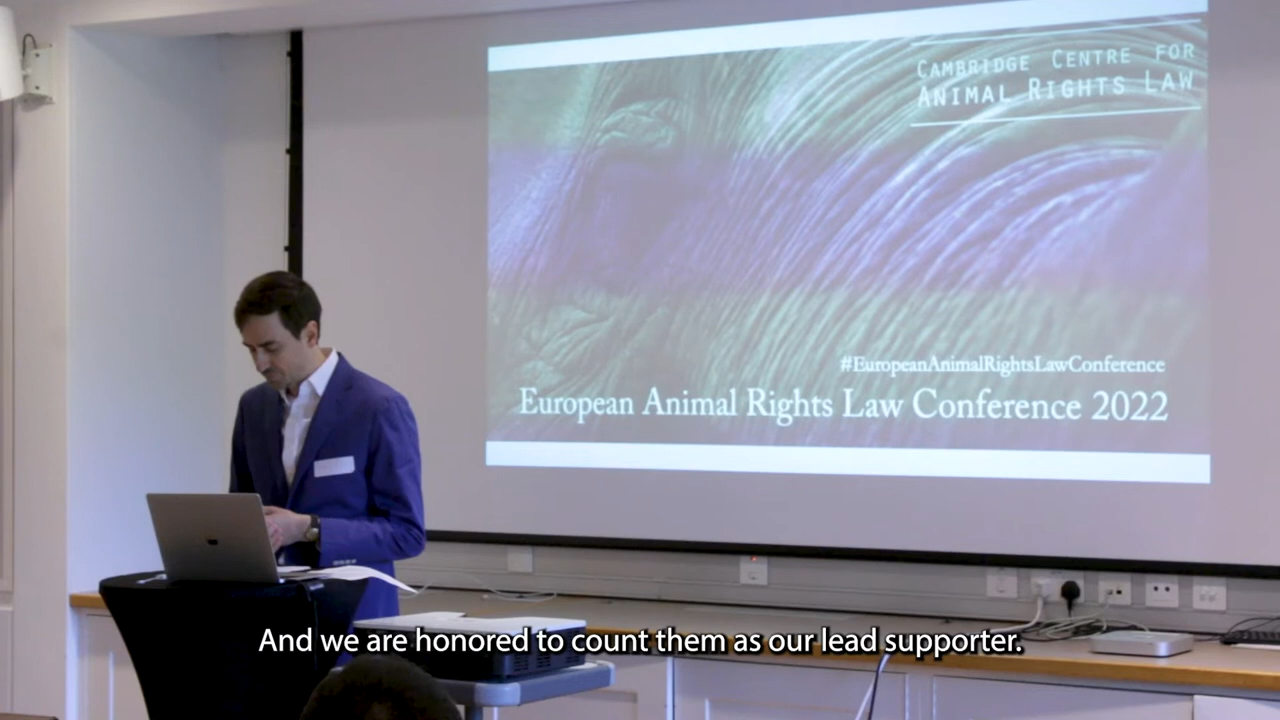 CAMBRIDGE CENTRE FOR
ANIMAL RIGHTS LAW
#EuropeanAnimalRightsLawConference
European Animal Rights Law Conference 2022
And we are honored to count them as our lead supporter.